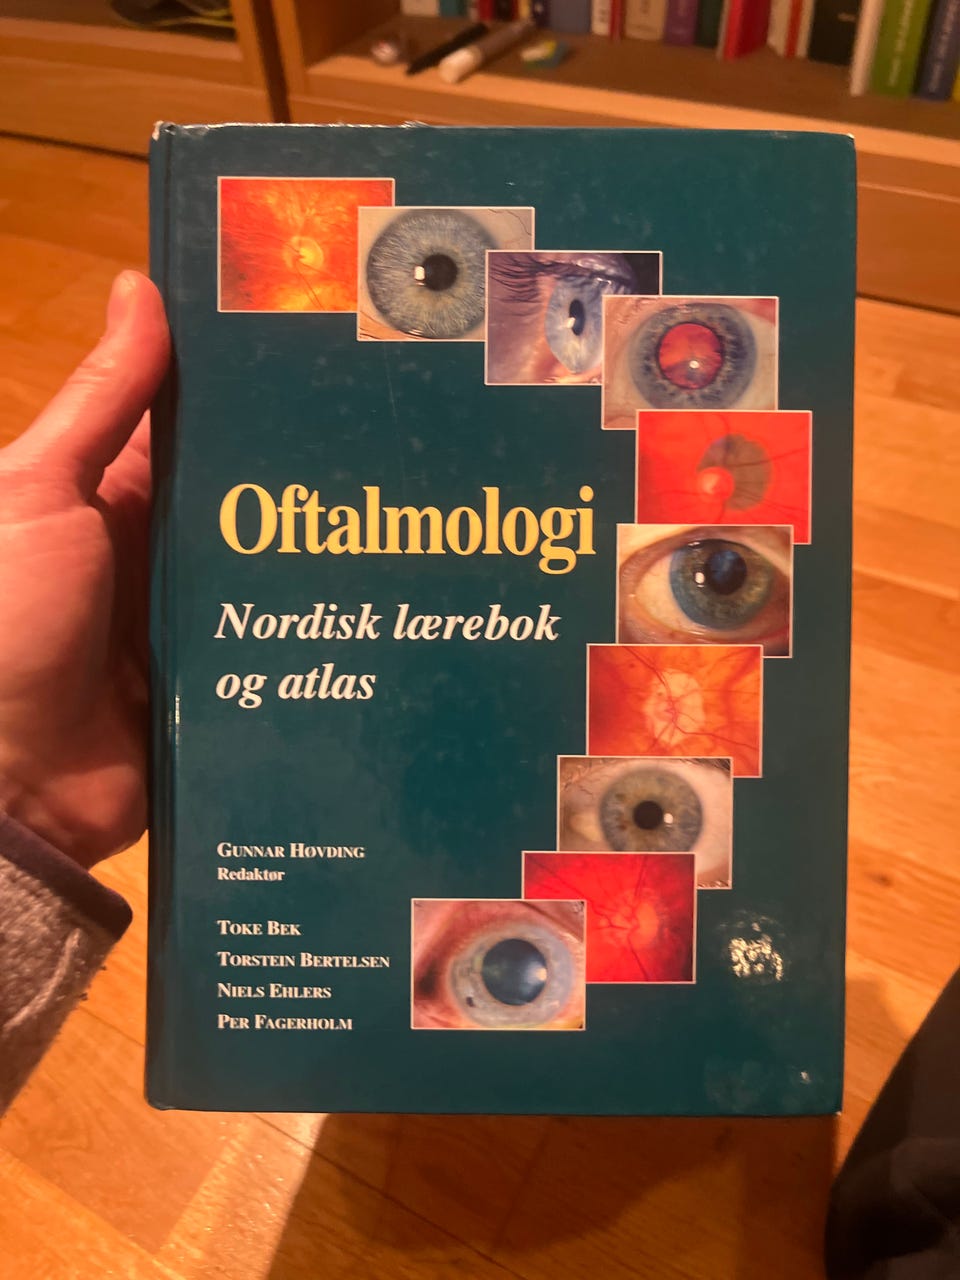 Oftalmologi
Nordisk lærebok
og atlas
GUNNAR HØVDING
Redaktør
TOKE BEK
TORSTEIN BERTELSEN
NIELS EHLERS
PER FAGERHOLM